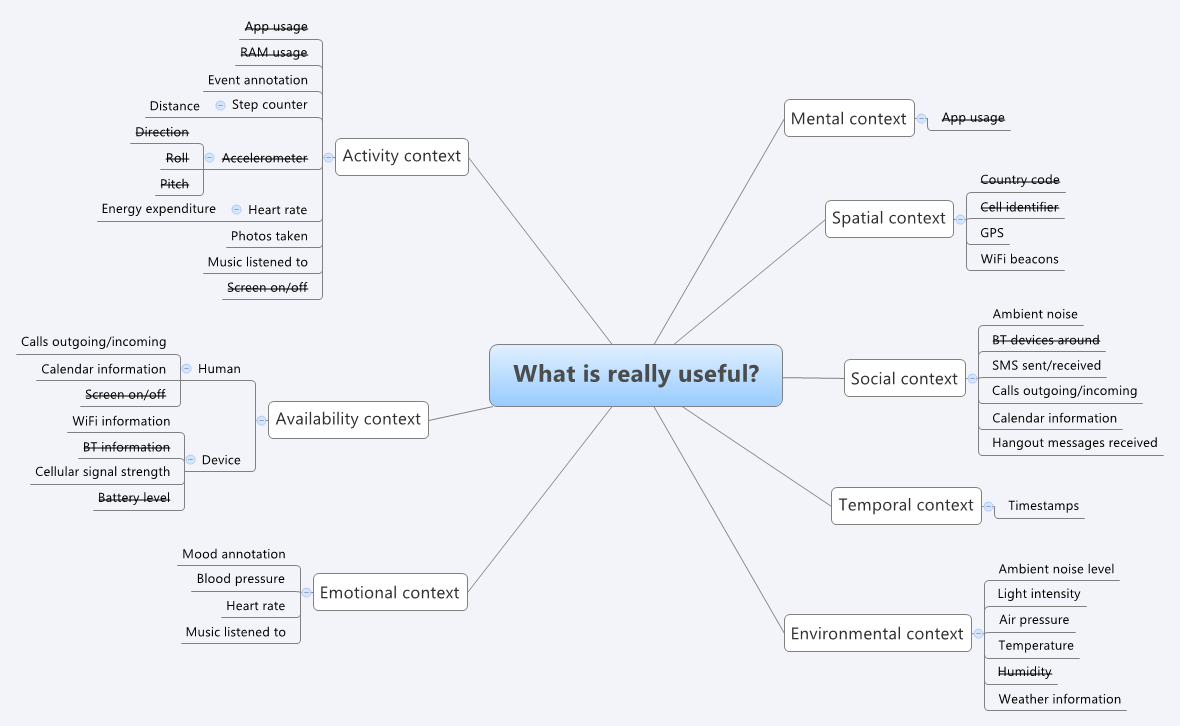 App usage
RAM usage
Event annotation
Distance Step counter
Direction
Roll Accelerometer
Pitch
Energy expenditure Heart rate
Photos taken
Music listened to
Screen on/off
Activity context
Calls outgoing/incoming
Calendar information Human
Screen on/off
WiFi information
BT information
Device
Cellular signal strength
Battery level
Availability context
Mood annotation
Blood pressure
Heart rate
Music listened to
Emotional context
What is really useful?
Mental context
App usage
Spatial context
Country code
Cell identifier
GPS
WiFi beacons
Social context
Ambient noise
BT devices around
SMS sent/received
Calls outgoing/incoming
Calendar information
Hangout messages received
Temporal context
Timestamps
Environmental context
Ambient noise level
Light intensity
Air pressure
Temperature
Humidity
Weather information